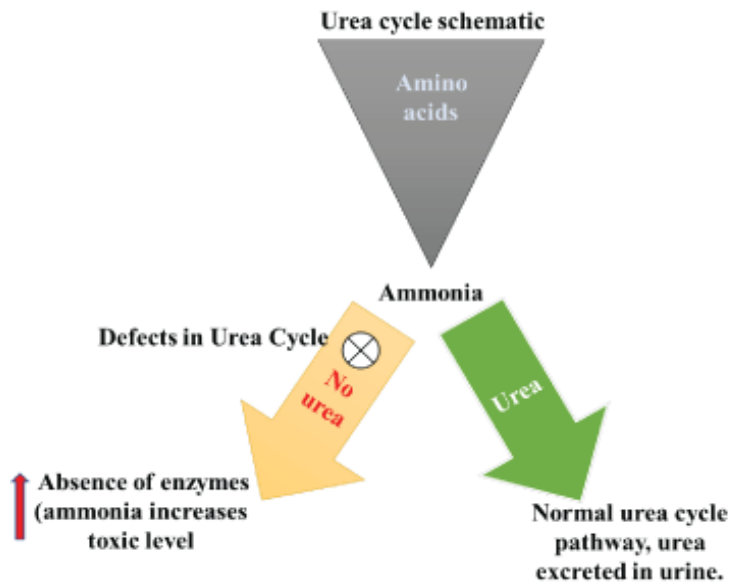 Urea cycle schematic
Amino
acids
Ammonia
Defects in Urea Cycle
No
urea
Urea
Absence of enzymes
(ammonia increases
toxic level
Normal urea cycle
pathway, urea
excreted in urine.